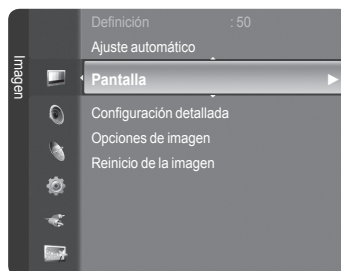 Imagen
Definición : 50
Ajuste automático
Pantalla
Configuración detallada
Opciones de imagen
Reinicio de la imagen